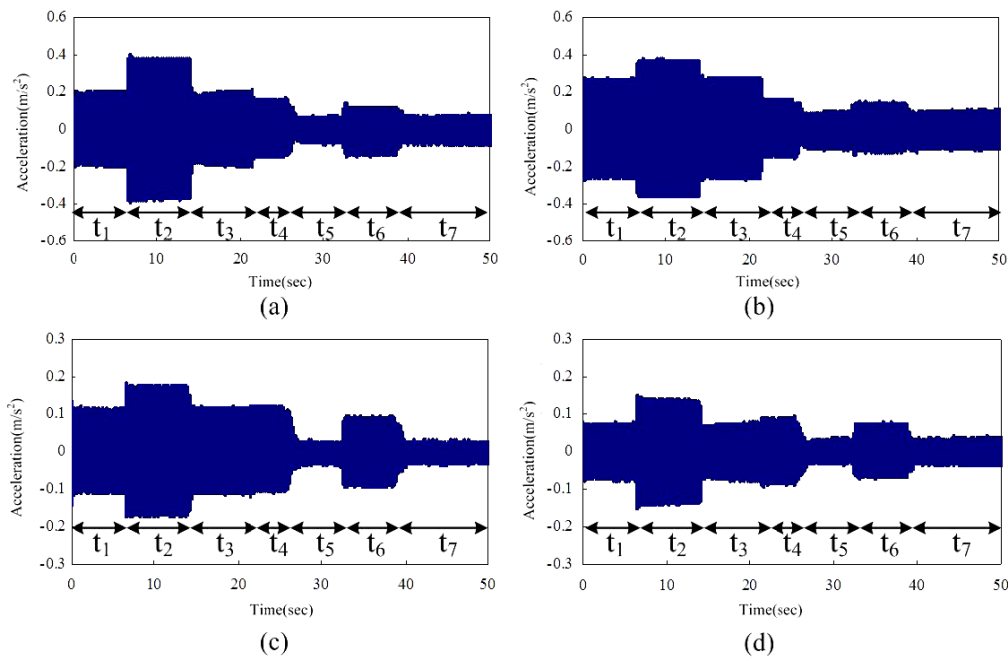 0.6
0.4
0.2
0
-0.2
-0.4
-0.6
Acceleration(m/s²)
t₁ t₂ t₃ t₄ t₅ t₆ t₇
0 10 20 30 40 50
Time(sec)
(a)
0.6
0.4
0.2
0
-0.2
-0.4
-0.6
Acceleration(m/s²)
t₁ t₂ t₃ t₄ t₅ t₆ t₇
0 10 20 30 40 50
Time(sec)
(b)
0.3
0.2
0.1
0
-0.1
-0.2
-0.3
Acceleration(m/s²)
t₁ t₂ t₃ t₄ t₅ t₆ t₇
0 10 20 30 40 50
Time(sec)
(c)
0.3
0.2
0.1
0
-0.1
-0.2
-0.3
Acceleration(m/s²)
t₁ t₂ t₃ t₄ t₅ t₆ t₇
0 10 20 30 40 50
Time(sec)
(d)